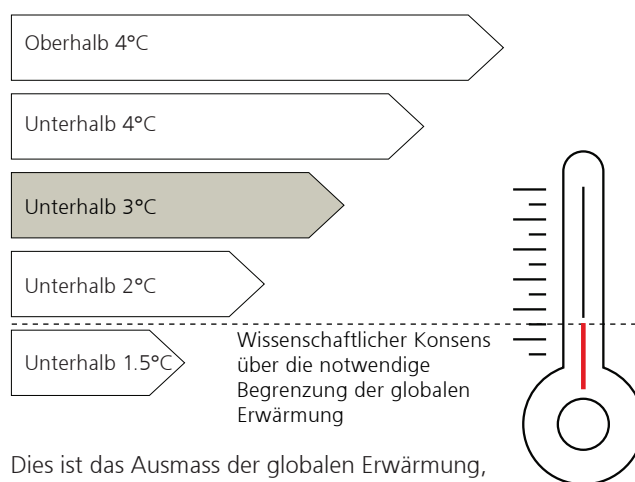 Oberhalb 4°C
Unterhalb 4°C
Unterhalb 3°C
Unterhalb 2°C
Unterhalb 1.5°C
Wissenschaftlicher Konsens
über die notwendige
Begrenzung der globalen
Erwärmung
Dies ist das Ausmass der globalen Erwärmung,